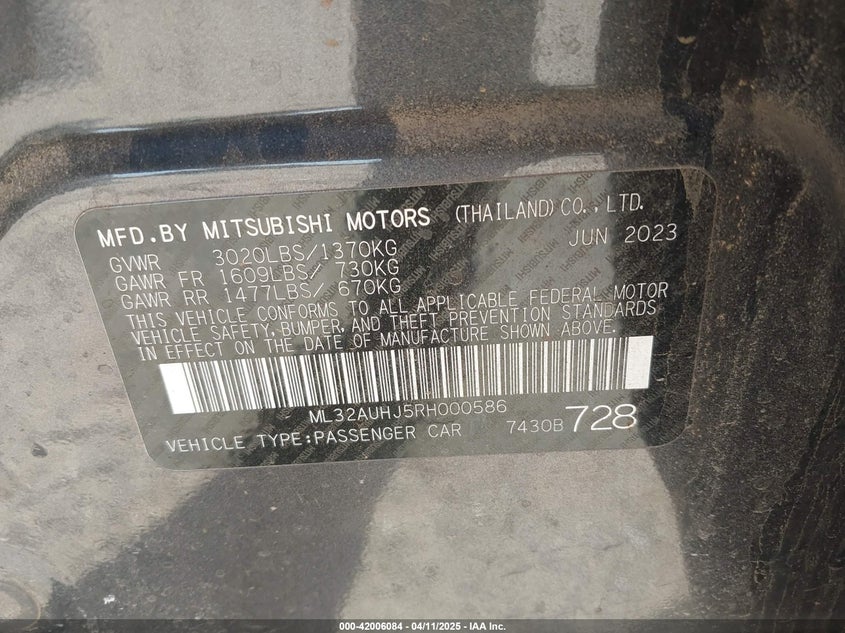 MFD.BY MITSUBISHI MOTORS (THAILAND) CO., LTD.
GVWR 3020LBS/1370KG JUN 2023
GAWR FR 1609LBS/ 730KG
GAWR RR 1477LBS/ 670KG
THIS VEHICLE CONFORMS TO ALL APPLICABLE FEDERAL MOTOR
VEHICLE SAFETY, BUMPER, AND THEFT PREVENTION STANDARDS
IN EFFECT ON THE DATE OF MANUFACTURE SHOWN ABOVE.
ML32AUHJ5RH000586
VEHICLE TYPE:PASSENGER CAR 7430B 728
000-42006084 - 04/11/2025 - IAA Inc.